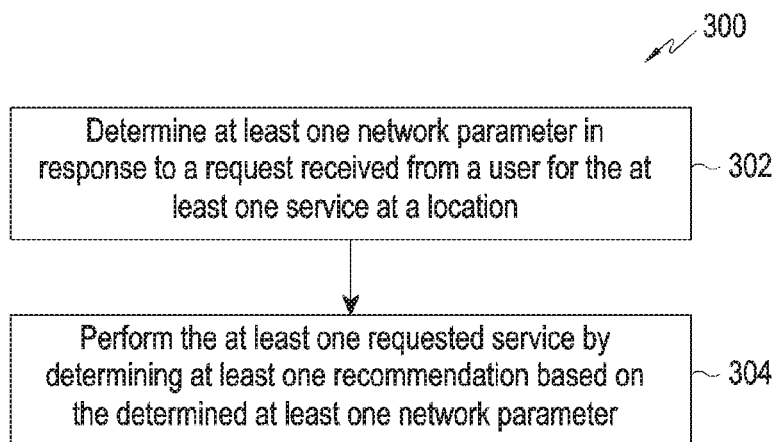 300
Determine at least one network parameter in
response to a request received from a user for the at
least one service at a location
302
Perform the at least one requested service by
determining at least one recommendation based on
the determined at least one network parameter
304